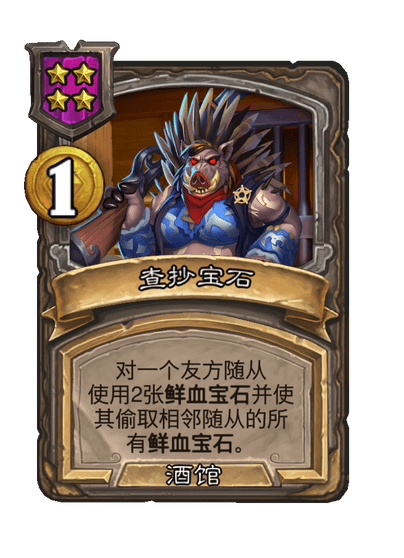 1
查抄宝石
对一个友方随从
使用2张鲜血宝石并使
其偷取相邻随从的所
有鲜血宝石。
酒馆